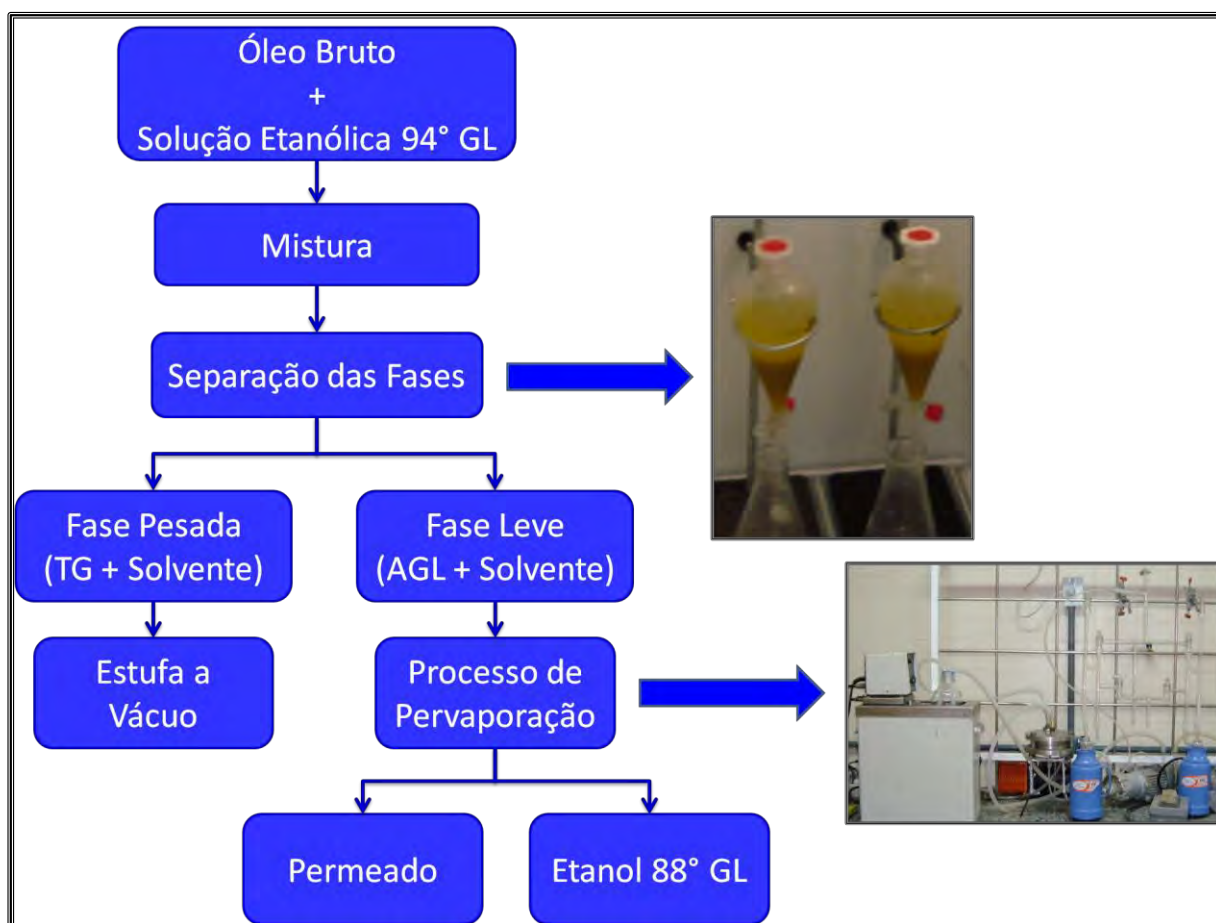 Óleo Bruto
+
Solução Etanólica 94° GL
Mistura
Separação das Fases
Fase Pesada
(TG + Solvente)
Fase Leve
(AGL + Solvente)
Estufa a
Vácuo
Processo de
Pervaporação
Permeado
Etanol 88° GL